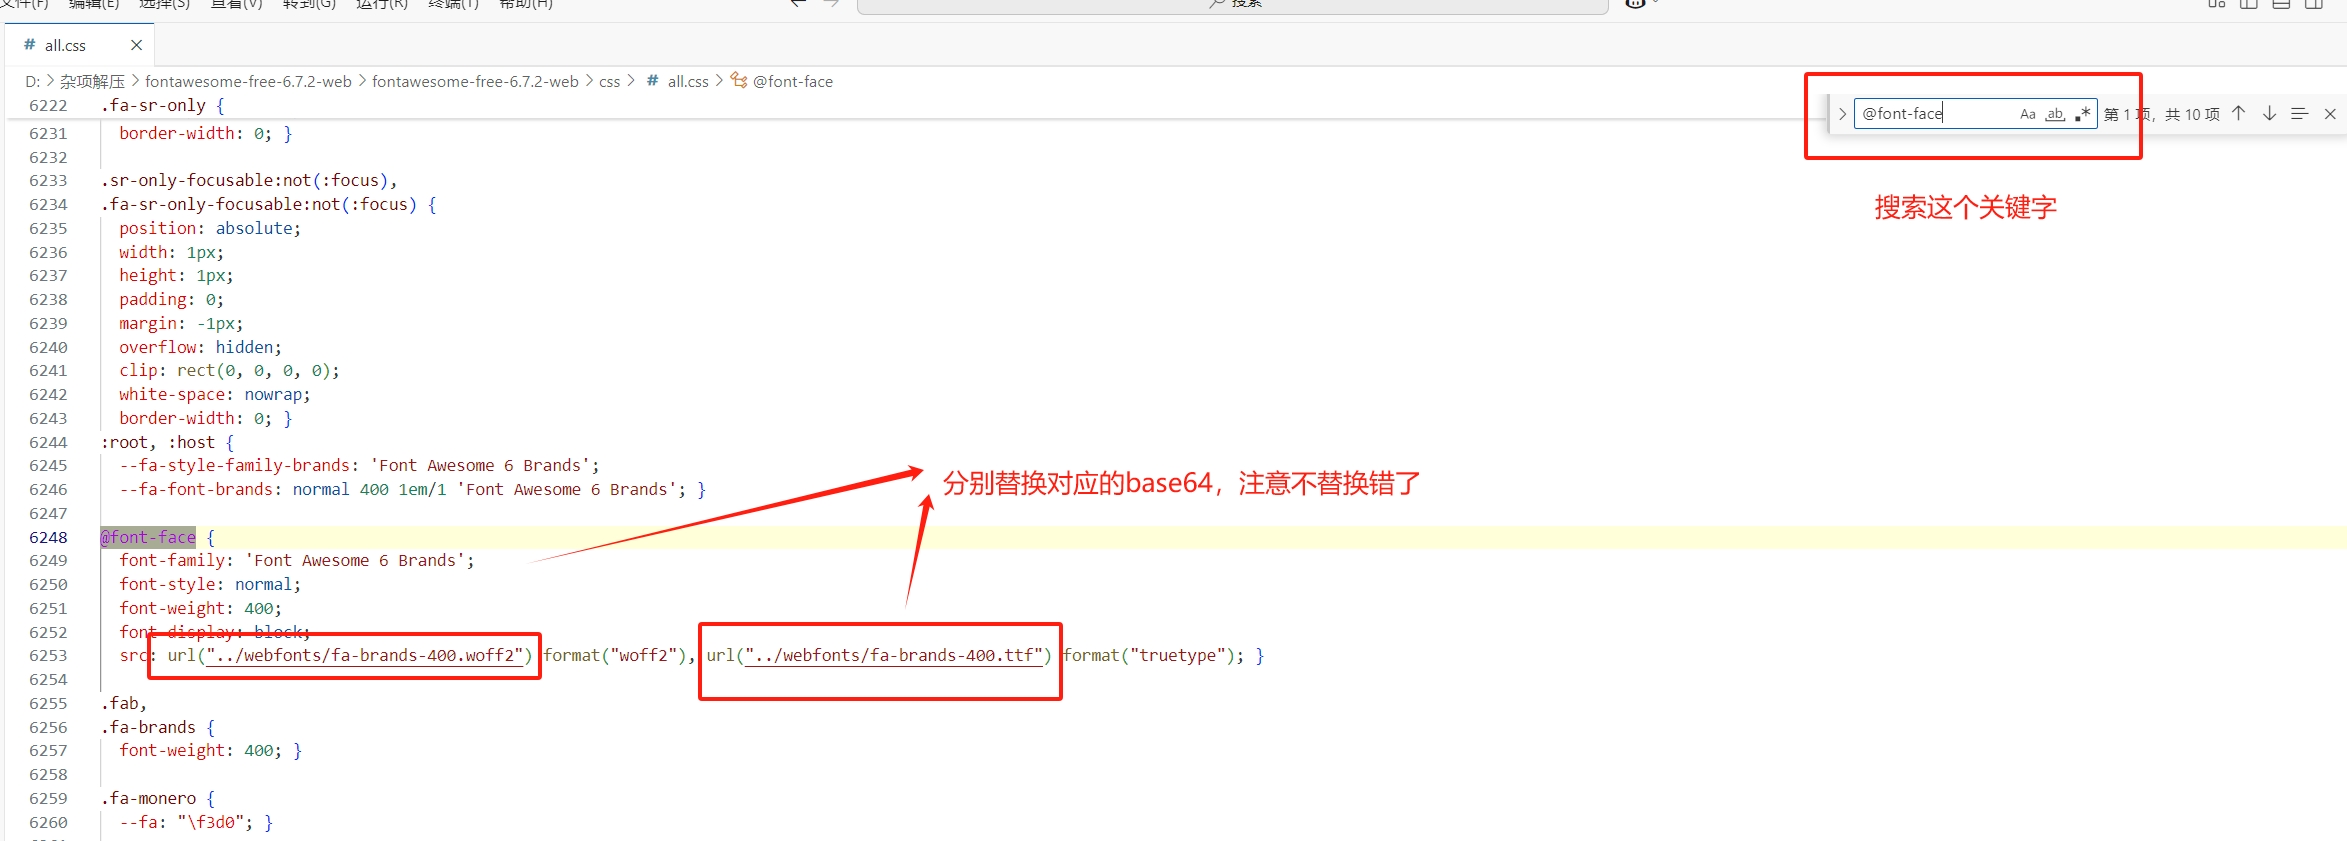 文件(F) 编辑(E) 选择(S) 查看(V) 转到(G) 运行(R) 终端(T) 帮助(H) 搜索
# all.css
D: > 杂项解压 > fontawesome-free-6.7.2-web > fontawesome-free-6.7.2-web > css > # all.css > @font-face
@font-face Aa ab .* 第 1 项, 共 10 项
搜索这个关键字
6222 .fa-sr-only {
6231 border-width: 0; }
6232
6233 .sr-only-focusable:not(:focus),
6234 .fa-sr-only-focusable:not(:focus) {
6235 position: absolute;
6236 width: 1px;
6237 height: 1px;
6238 padding: 0;
6239 margin: -1px;
6240 overflow: hidden;
6241 clip: rect(0, 0, 0, 0);
6242 white-space: nowrap;
6243 border-width: 0; }
6244 :root, :host {
6245 --fa-style-family-brands: 'Font Awesome 6 Brands';
6246 --fa-font-brands: normal 400 1em/1 'Font Awesome 6 Brands'; }
分别替换对应的base64，注意不替换错了
6247
6248 @font-face {
6249 font-family: 'Font Awesome 6 Brands';
6250 font-style: normal;
6251 font-weight: 400;
6252 font-display: block;
6253 src: url("../webfonts/fa-brands-400.woff2") format("woff2"), url("../webfonts/fa-brands-400.ttf") format("truetype"); }
6254
6255 .fab,
6256 .fa-brands {
6257 font-weight: 400; }
6258
6259 .fa-monero {
6260 --fa: "\f3d0"; }